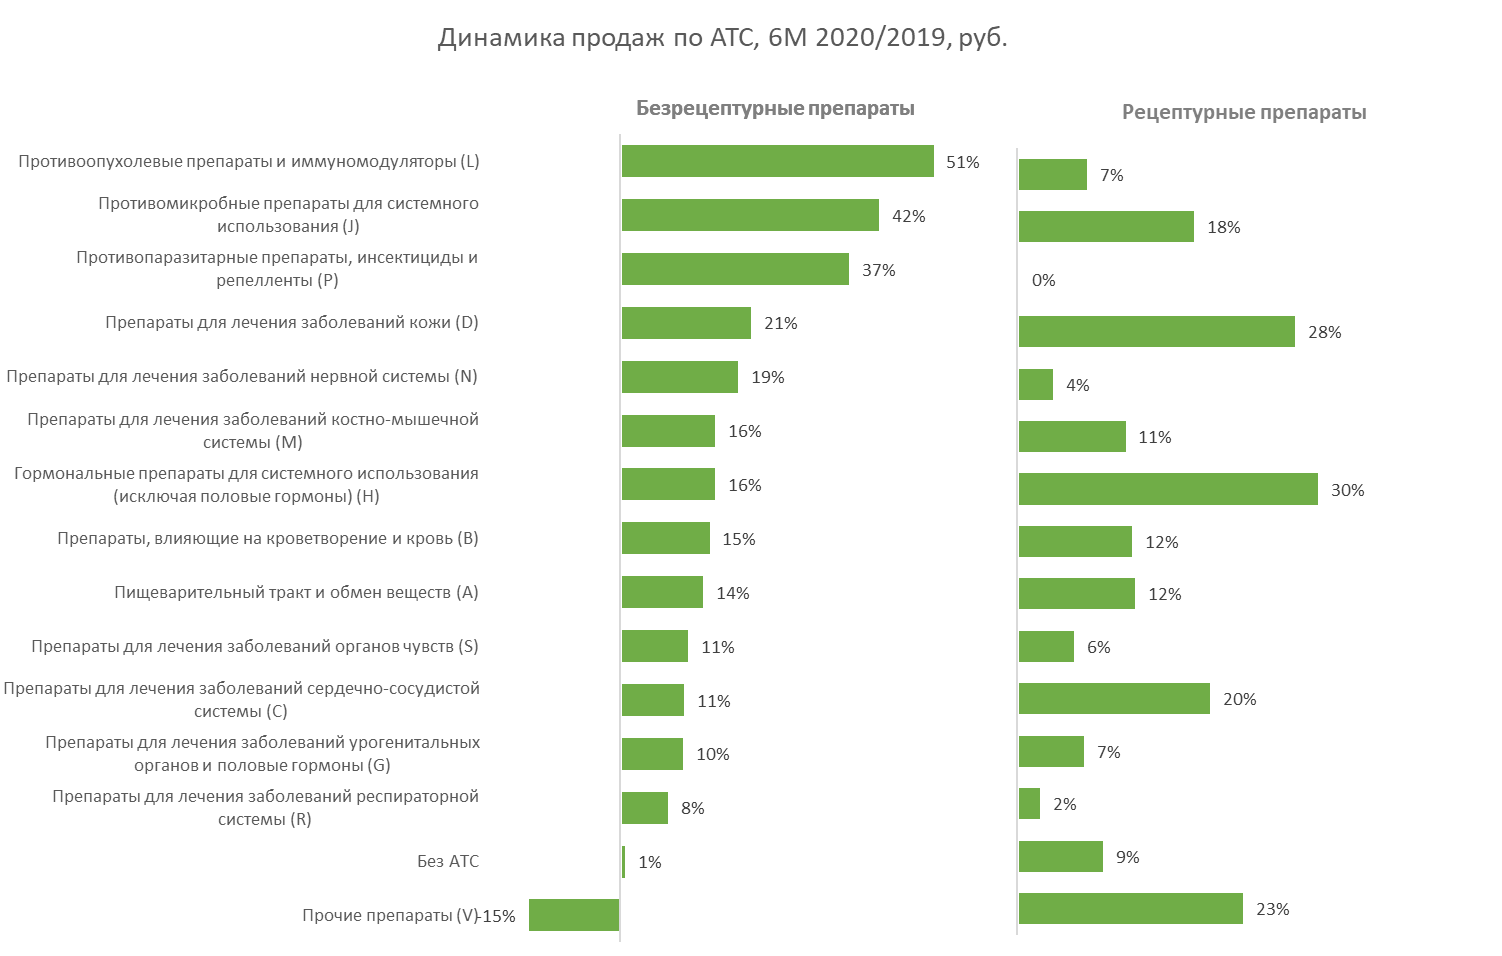 Динамика продаж по АТС, 6М 2020/2019, руб.
Безрецептурные препараты
Рецептурные препараты
Противоопухолевые препараты и иммуномодуляторы (L)
51%
7%
Противомикробные препараты для системного
использования (J)
42%
18%
Противопаразитарные препараты, инсектициды и
репелленты (P)
37%
0%
Препараты для лечения заболеваний кожи (D)
21%
28%
Препараты для лечения заболеваний нервной системы (N)
19%
4%
Препараты для лечения заболеваний костно-мышечной
системы (M)
16%
11%
Гормональные препараты для системного использования
(исключая половые гормоны) (H)
16%
30%
Препараты, влияющие на кроветворение и кровь (B)
15%
12%
Пищеварительный тракт и обмен веществ (A)
14%
12%
Препараты для лечения заболеваний органов чувств (S)
11%
6%
Препараты для лечения заболеваний сердечно-сосудистой
системы (C)
11%
20%
Препараты для лечения заболеваний урогенитальных
органов и половые гормоны (G)
10%
7%
Препараты для лечения заболеваний респираторной
системы (R)
8%
2%
Без АТС
1%
9%
Прочие препараты (V)
-15%
23%